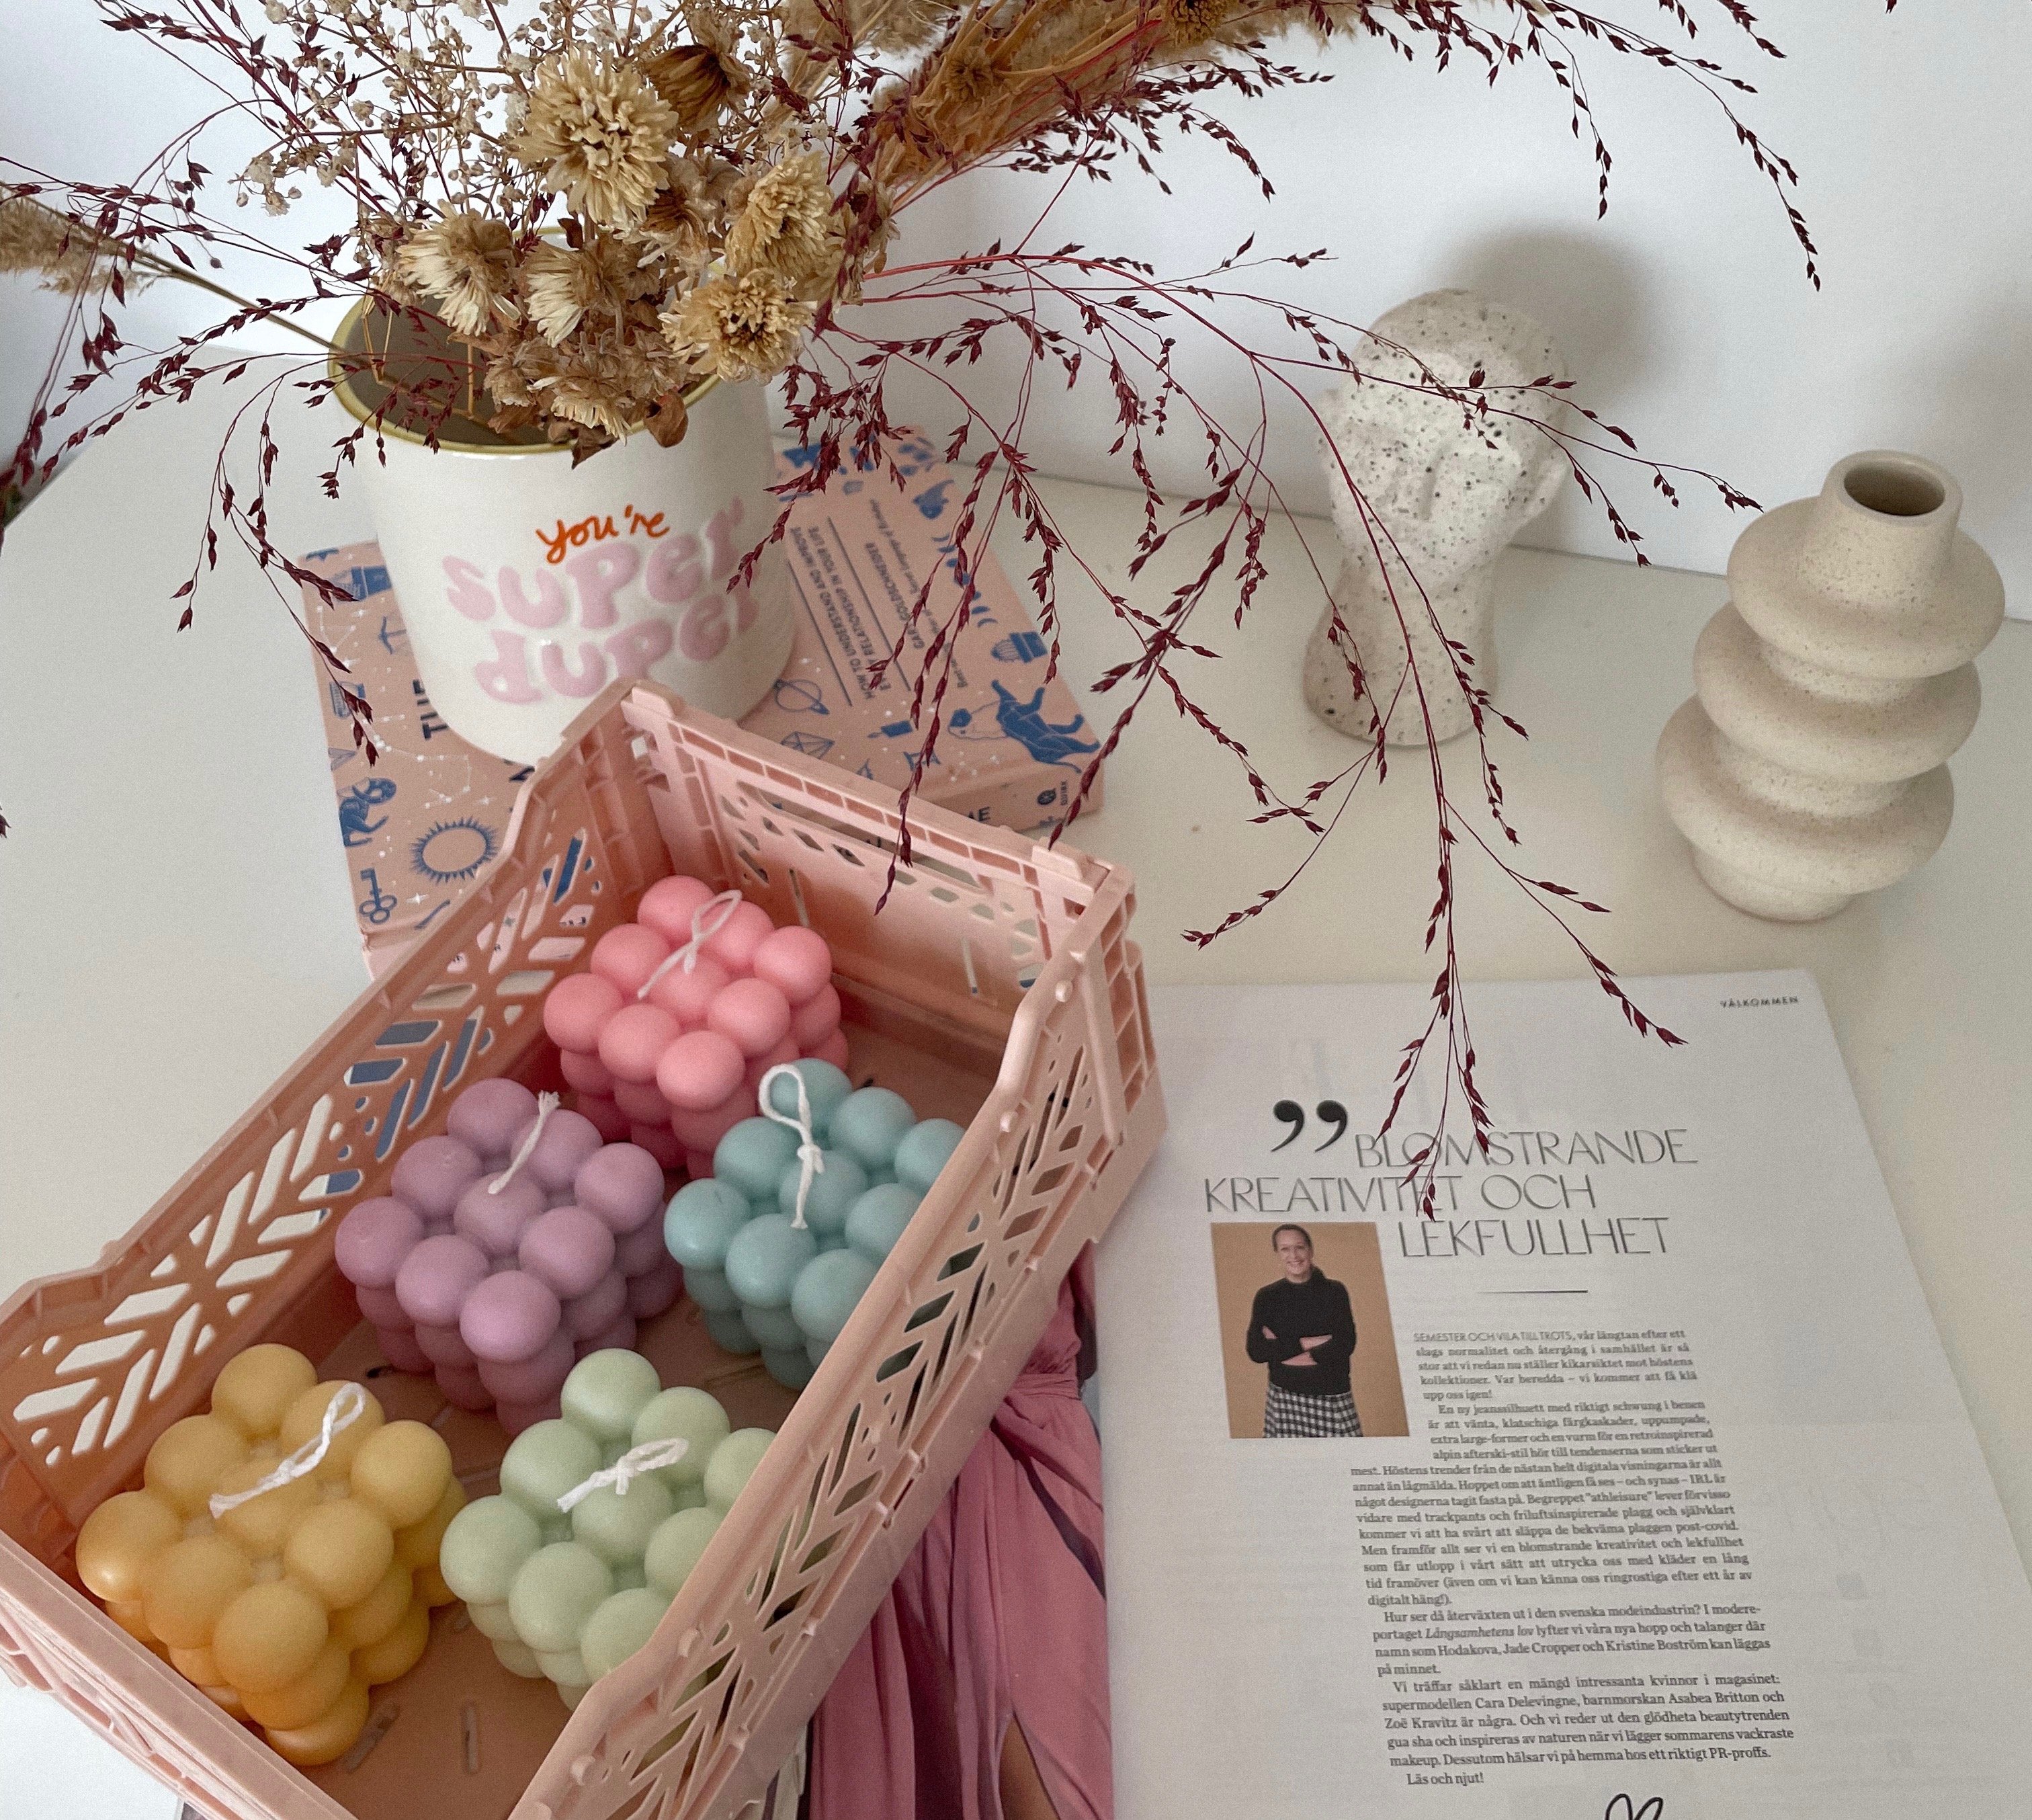 you're
super
duper
THE
HOW TO UNDERSTAND AND IMPROVE
EVERY RELATIONSHIP IN YOUR LIFE
GARY GOLDSCHNEIDER
VÄLKOMMEN
”BLOMSTRANDE
KREATIVITET OCH
LEKFULLHET
SEMESTER OCH VILA TILL TROTS, vår längtan efter ett
slags normalitet och återgång i samhället är så
stor att vi redan nu ställer kikarsiktet mot höstens
kollektioner. Var beredda – vi kommer att få klä
upp oss igen!
En ny jeanssilhuett med riktigt schwung i benen
är att vänta, klatschiga färgkaskader, uppumpade,
extra large-former och en vurm för en retroinspirerad
alpin afterski-stil hör till tendenserna som sticker ut
mest. Höstens trender från de nästan helt digitala visningarna är allt
annat än lågmälda. Hoppet om att äntligen få ses – och synas – IRL är
något designerna tagit fasta på. Begreppet "athleisure" lever förvisso
vidare med trackpants och friluftsinspirerade plagg och självklart
kommer vi att ha svårt att släppa de bekväma plaggen post-covid.
Men framför allt ser vi en blomstrande kreativitet och lekfullhet
som får utlopp i vårt sätt att utrycka oss med kläder en lång
tid framöver (även om vi kan känna oss ringrostiga efter ett år av
digitalt häng!).
Hur ser då återväxten ut i den svenska modeindustrin? I modere-
portaget Långsamhetens lov lyfter vi våra nya hopp och talanger där
namn som Hodakova, Jade Cropper och Kristine Boström kan läggas
på minnet.
Vi träffar såklart en mängd intressanta kvinnor i magasinet:
supermodellen Cara Delevingne, barnmorskan Asabea Britton och
Zoë Kravitz är några. Och vi reder ut den glödheta beautytrenden
gua sha och inspireras av naturen när vi lägger sommarens vackraste
makeup. Dessutom hälsar vi på hemma hos ett riktigt PR-proffs.
Läs och njut!